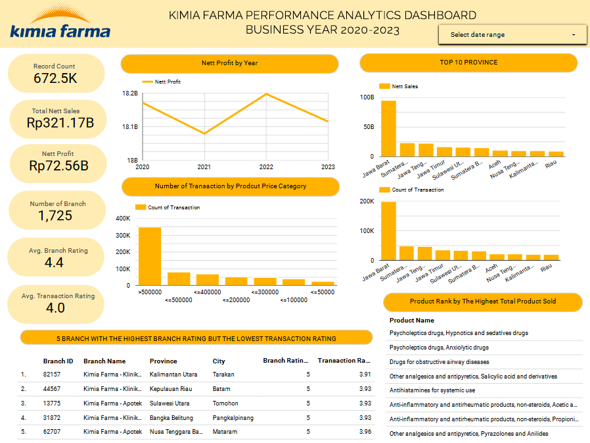 kimia farma
KIMIA FARMA PERFORMANCE ANALYTICS DASHBOARD
BUSINESS YEAR 2020-2023
Select date range
Record Count
672.5K
Total Nett Sales
Rp321.17B
Nett Profit
Rp72.56B
Number of Branch
1,725
Avg. Branch Rating
4.4
Avg. Transaction Rating
4.0
Nett Profit by Year
Nett Profit
18.2B
18.1B
18B
2020 2021 2022 2023
Number of Transaction by Prodcut Price Category
Count of Transaction
400K
300K
200K
100K
0
>500000 <=400000 <=300000 <=50000
<=500000 <=200000 <=100000
TOP 10 PROVINCE
Nett Sales
100B
50B
0
Jawa Barat Sumatera... Jawa Teng... Jawa Timur Sulawesi Ut... Sumatera B... Aceh Nusa Teng... Kalimanta... Riau
Count of Transaction
200K
100K
0
Jawa Barat Sumatera... Jawa Teng... Jawa Timur Sulawesi Ut... Sumatera B... Aceh Nusa Teng... Kalimanta... Riau
Product Rank by The Highest Total Product Sold
Product Name
Psycholeptics drugs, Hypnotics and sedatives drugs
Psycholeptics drugs, Anxiolytic drugs
Drugs for obstructive airway diseases
Other analgesics and antipyretics, Salicylic acid and derivatives
Antihistamines for systemic use
Anti-inflammatory and antirheumatic products, non-steroids, Acetic a...
Anti-inflammatory and antirheumatic products, non-steroids, Propioni...
Other analgesics and antipyretics, Pyrazolones and Anilides
5 BRANCH WITH THE HIGHEST BRANCH RATING BUT THE LOWEST TRANSACTION RATING
Branch ID Branch Name Province City Branch Ratin... Transaction Ra...
1. 82157 Kimia Farma - Klinik... Kalimantan Utara Tarakan 5 3.91
2. 44567 Kimia Farma - Klinik... Kepulauan Riau Batam 5 3.93
3. 13775 Kimia Farma - Apotek Sulawesi Utara Tomohon 5 3.93
4. 31872 Kimia Farma - Klinik... Bangka Belitung Pangkalpinang 5 3.93
5. 62707 Kimia Farma - Apotek Nusa Tenggara Ba... Mataram 5 3.96